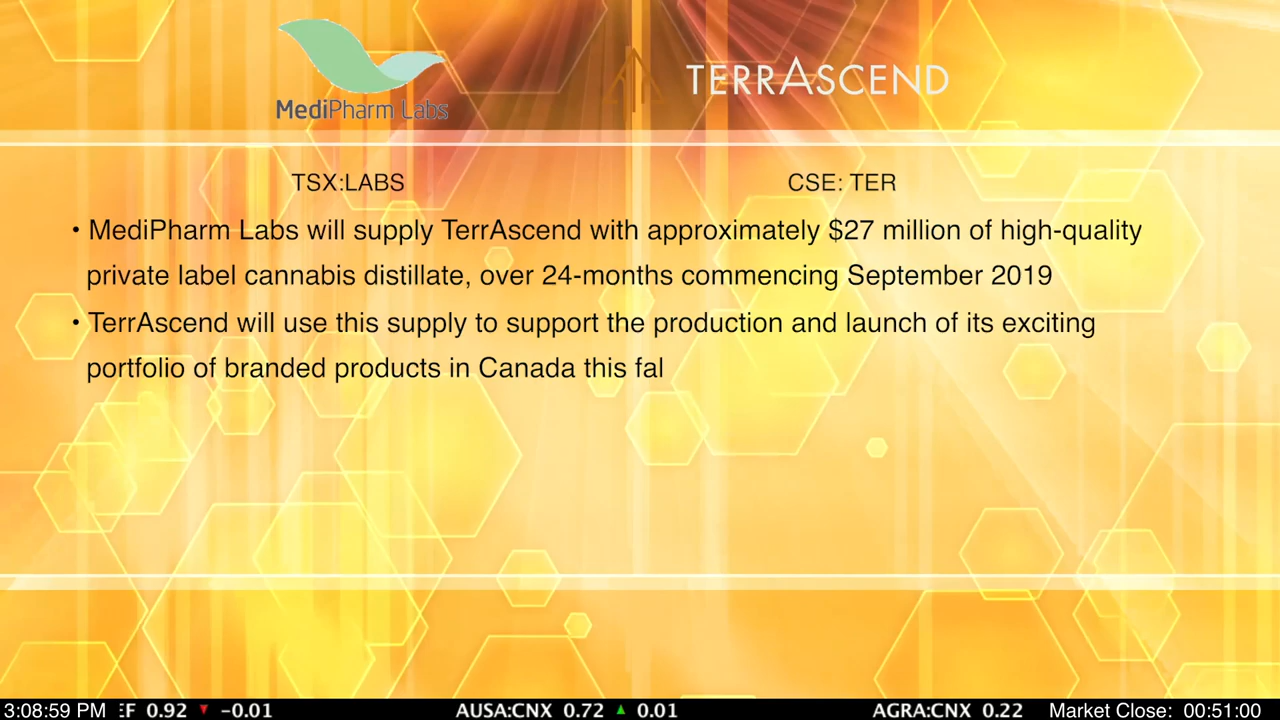 MediPharm Labs
TERRASCEND
TSX:LABS
CSE: TER
• MediPharm Labs will supply TerrAscend with approximately $27 million of high-quality
private label cannabis distillate, over 24-months commencing September 2019
• TerrAscend will use this supply to support the production and launch of its exciting
portfolio of branded products in Canada this fal
3:08:59 PM F 0.92 ▼ -0.01 AUSA:CNX 0.72 ▲ 0.01 AGRA:CNX 0.22 Market Close: 00:51:00